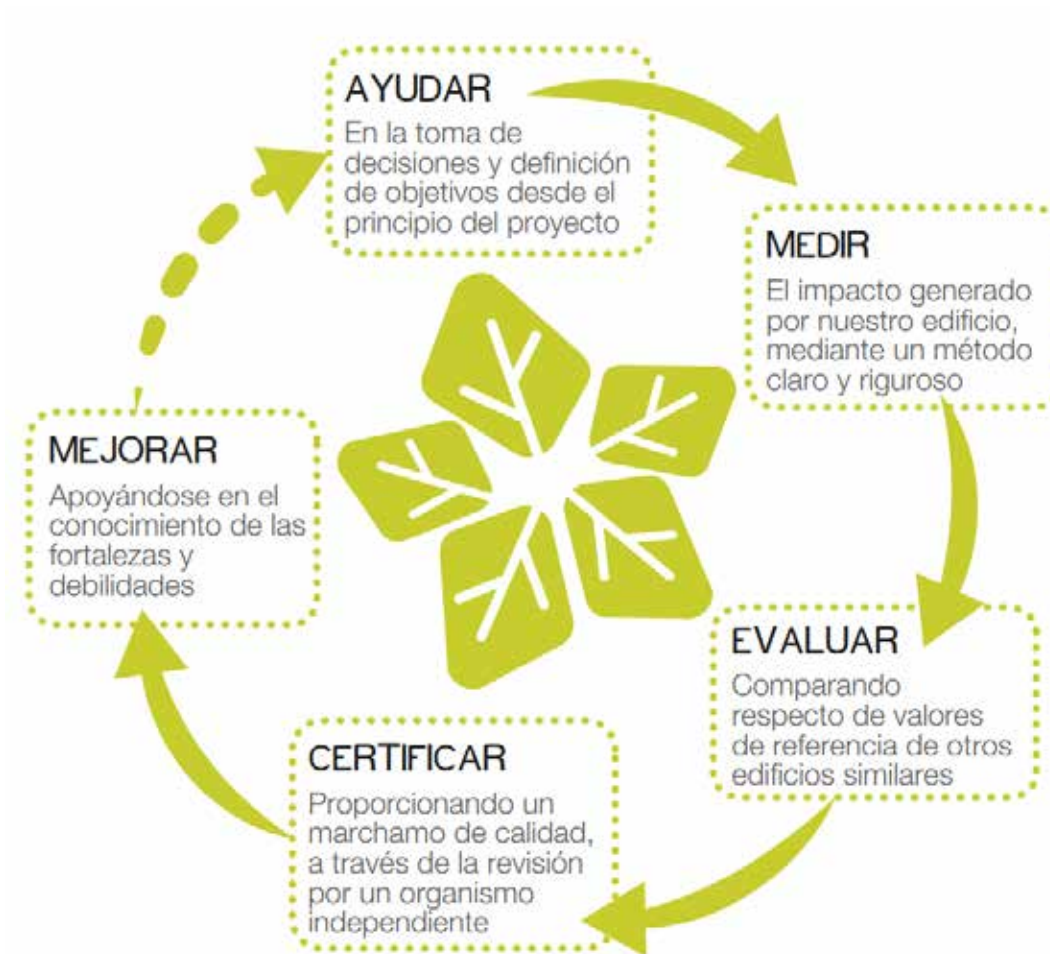 AYUDAR
En la toma de
decisiones y definición
de objetivos desde el
principio del proyecto
MEDIR
El impacto generado
por nuestro edificio,
mediante un método
claro y riguroso
EVALUAR
Comparando
respecto de valores
de referencia de otros
edificios similares
CERTIFICAR
Proporcionando un
marchamo de calidad,
a través de la revisión
por un organismo
independiente
MEJORAR
Apoyándose en el
conocimiento de las
fortalezas y
debilidades